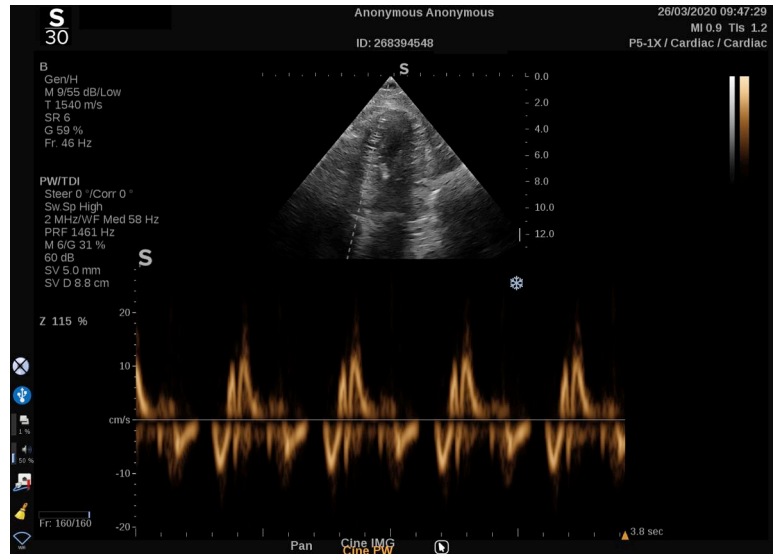 S
30
Anonymous Anonymous
ID: 268394548
26/03/2020 09:47:29
MI 0.9 TIs 1.2
P5-1X / Cardiac / Cardiac
B
Gen/H
M 9/55 dB/Low
T 1540 m/s
SR 6
G 59 %
Fr. 46 Hz
S
0.0
2.0
4.0
6.0
8.0
10.0
12.0
PW/TDI
Steer 0 °/Corr 0 °
Sw.Sp High
2 MHz/WF Med 58 Hz
PRF 1461 Hz
M 6/G 31 %
60 dB
SV 5.0 mm
SV D 8.8 cm
S
Z 115 %
20
10
cm/s
-10
-20
1 %
50 %
Fr: 160/160
3.8 sec
Pan
Cine IMG
Cine PW